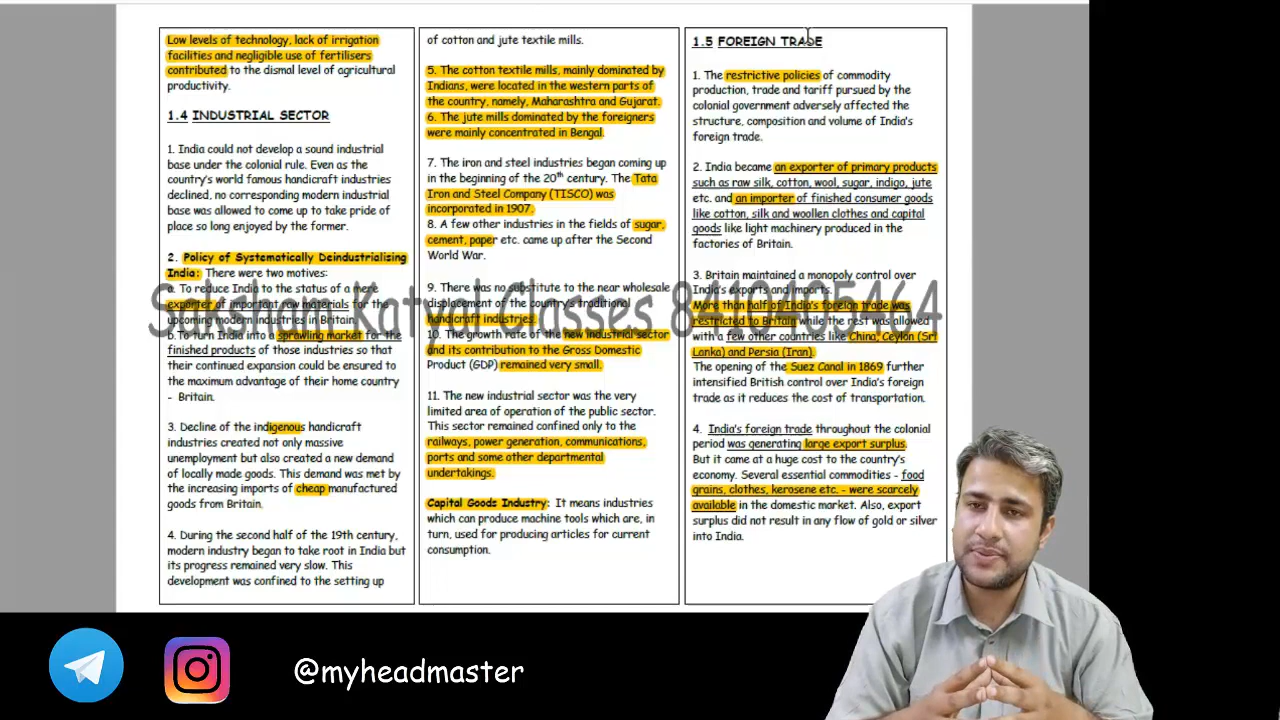 Low levels of technology, lack of irrigation
facilities and negligible use of fertilisers
contributed to the dismal level of agricultural
productivity.
1.4 INDUSTRIAL SECTOR
1. India could not develop a sound industrial
base under the colonial rule. Even as the
country's world famous handicraft industries
declined, no corresponding modern industrial
base was allowed to come up to take pride of
place so long enjoyed by the former.
2. Policy of Systematically Deindustrialising
India: There were two motives:
a. To reduce India to the status of a mere
exporter of important raw materials for the
upcoming modern industries in Britain.
b. To turn India into a sprawling market for the
finished products of those industries so that
their continued expansion could be ensured to
the maximum advantage of their home country
- Britain.
3. Decline of the indigenous handicraft
industries created not only massive
unemployment but also created a new demand
of locally made goods. This demand was met by
the increasing imports of cheap manufactured
goods from Britain.
4. During the second half of the 19th century,
modern industry began to take root in India but
its progress remained very slow. This
development was confined to the setting up
of cotton and jute textile mills.
5. The cotton textile mills, mainly dominated by
Indians, were located in the western parts of
the country, namely, Maharashtra and Gujarat.
6. The jute mills dominated by the foreigners
were mainly concentrated in Bengal.
7. The iron and steel industries began coming up
in the beginning of the 20th century. The Tata
Iron and Steel Company (TISCO) was
incorporated in 1907.
8. A few other industries in the fields of sugar,
cement, paper etc. came up after the Second
World War.
9. There was no substitute to the near wholesale
displacement of the country's traditional
handicraft industries.
10. The growth rate of the new industrial sector
and its contribution to the Gross Domestic
Product (GDP) remained very small.
11. The new industrial sector was the very
limited area of operation of the public sector.
This sector remained confined only to the
railways, power generation, communications,
ports and some other departmental
undertakings.
Capital Goods Industry: It means industries
which can produce machine tools which are, in
turn, used for producing articles for current
consumption.
1.5 FOREIGN TRADE
1. The restrictive policies of commodity
production, trade and tariff pursued by the
colonial government adversely affected the
structure, composition and volume of India's
foreign trade.
2. India became an exporter of primary products
such as raw silk, cotton, wool, sugar, indigo, jute
etc. and an importer of finished consumer goods
like cotton, silk and woollen clothes and capital
goods like light machinery produced in the
factories of Britain.
3. Britain maintained a monopoly control over
India's exports and imports.
More than half of India's foreign trade was
restricted to Britain while the rest was allowed
with a few other countries like China, Ceylon (Sri
Lanka) and Persia (Iran).
The opening of the Suez Canal in 1869 further
intensified British control over India's foreign
trade as it reduces the cost of transportation.
4. India's foreign trade throughout the colonial
period was generating large export surplus.
But it came at a huge cost to the country's
economy. Several essential commodities - food
grains, clothes, kerosene etc. - were scarcely
available in the domestic market. Also, export
surplus did not result in any flow of gold or silver
into India.
Saksham Katyal Classes 8410405464
@myheadmaster